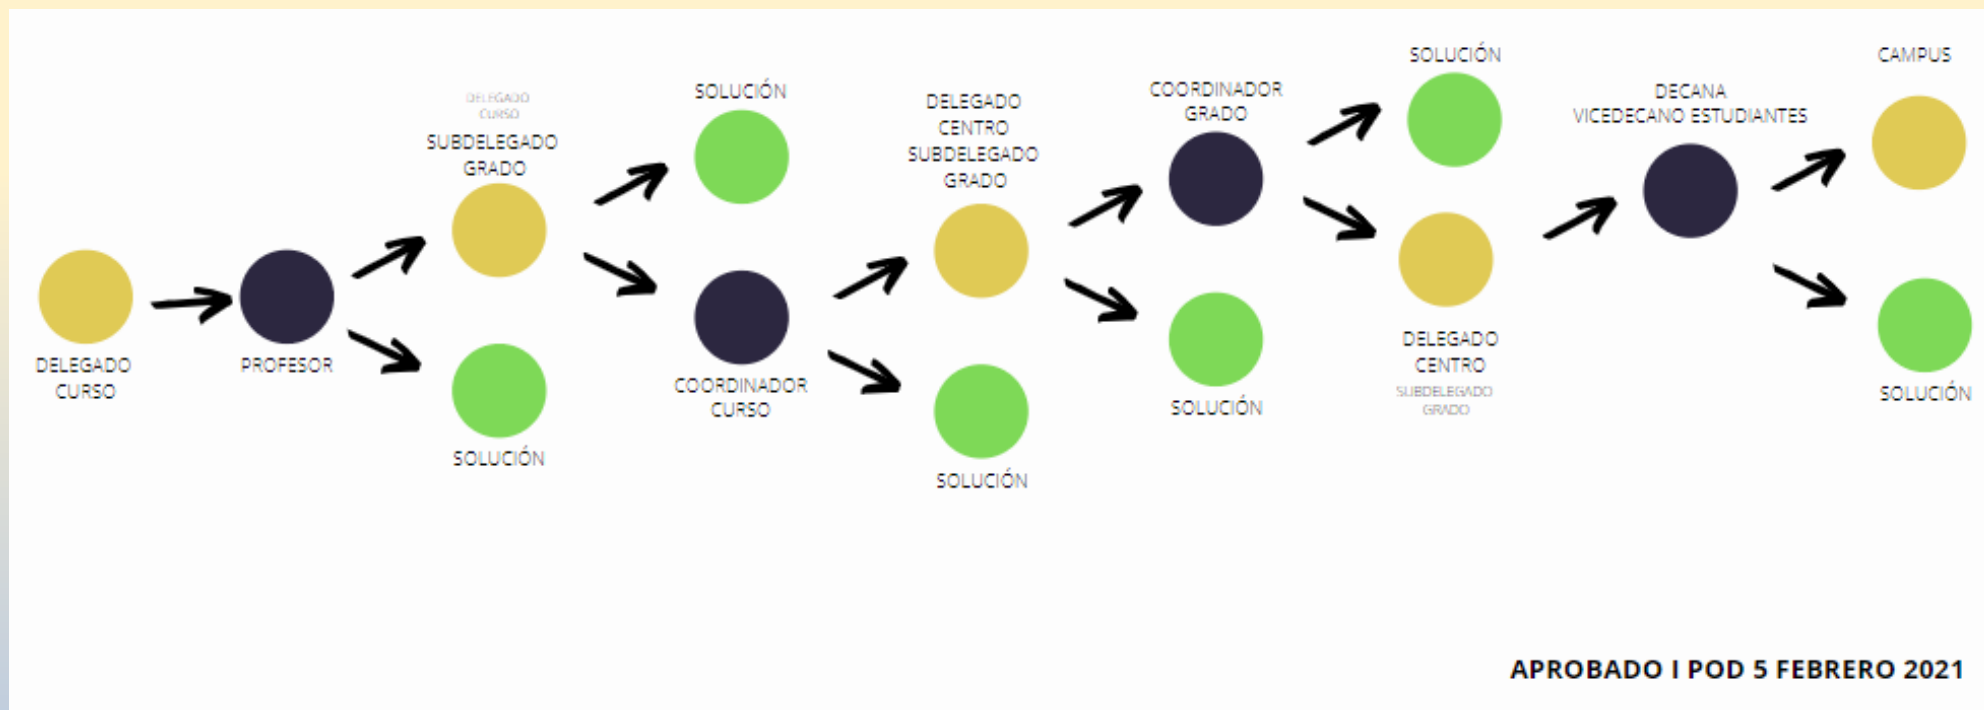 DELEGADO
CURSO
PROFESOR
DELEGADO
CURSO
SUBDELEGADO
GRADO
SOLUCIÓN
SOLUCIÓN
COORDINADOR
CURSO
DELEGADO
CENTRO
SUBDELEGADO
GRADO
SOLUCIÓN
COORDINADOR
GRADO
SOLUCIÓN
SOLUCIÓN
DELEGADO
CENTRO
SUBDELEGADO
GRADO
DECANA
VICEDECANO ESTUDIANTES
CAMPUS
SOLUCIÓN
APROBADO I POD 5 FEBRERO 2021